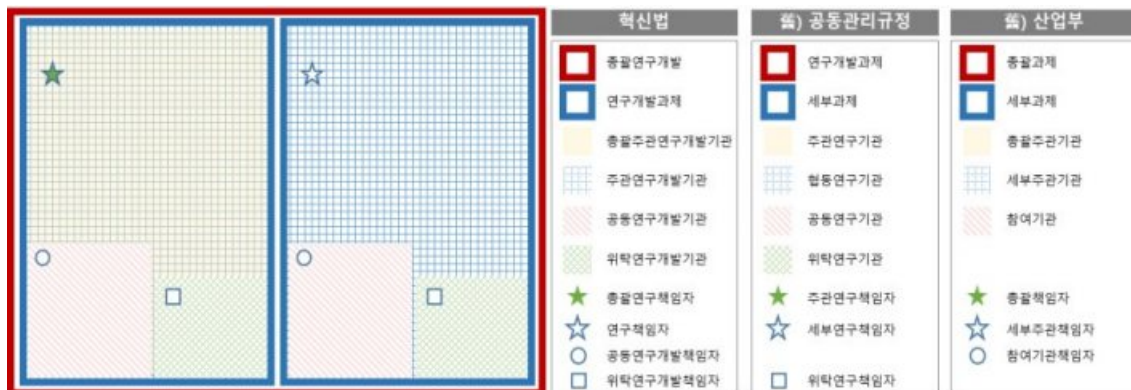 혁신법
총괄연구개발
연구개발과제
총괄주관연구개발기관
주관연구개발기관
공동연구개발기관
위탁연구개발기관
총괄연구책임자
연구책임자
공동연구개발책임자
위탁연구개발책임자
舊) 공동관리규정
연구개발과제
세부과제
주관연구기관
협동연구기관
공동연구기관
위탁연구기관
주관연구책임자
세부연구책임자
위탁연구책임자
舊) 산업부
총괄과제
세부과제
총괄주관기관
세부주관기관
참여기관
총괄책임자
세부주관책임자
참여기관책임자